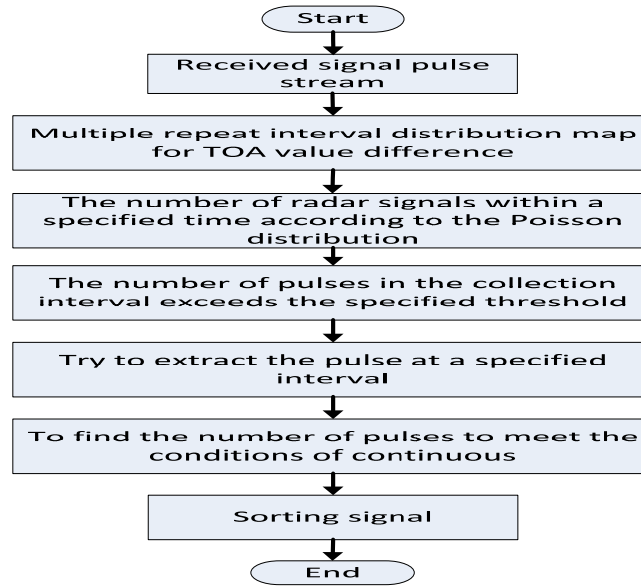 Start
Received signal pulse
stream
Multiple repeat interval distribution map
for TOA value difference
The number of radar signals within a
specified time according to the Poisson
distribution
The number of pulses in the collection
interval exceeds the specified threshold
Try to extract the pulse at a specified
interval
To find the number of pulses to meet the
conditions of continuous
Sorting signal
End